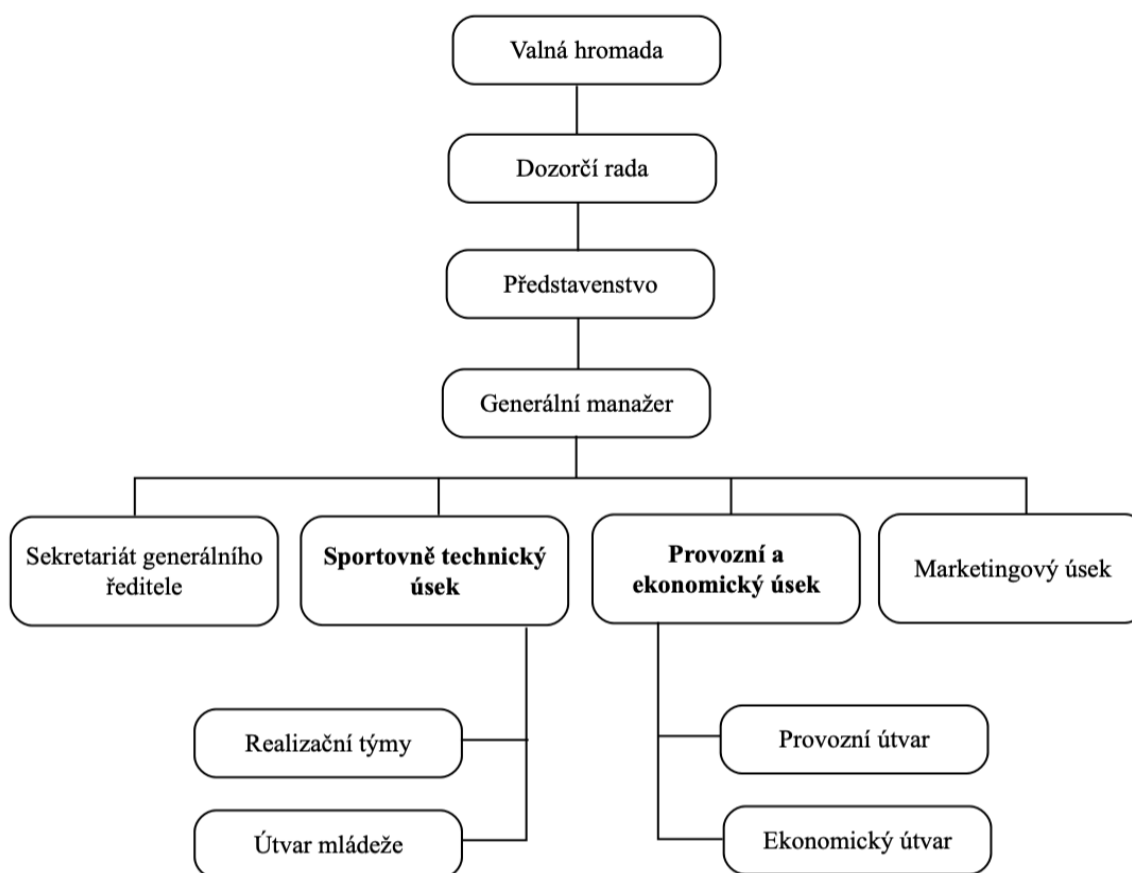 Valná hromada
Dozorčí rada
Představenstvo
Generální manažer
Sekretariát generálního
ředitele
Sportovně technický
úsek
Provozní a
ekonomický úsek
Marketingový úsek
Realizační týmy
Provozní útvar
Útvar mládeže
Ekonomický útvar